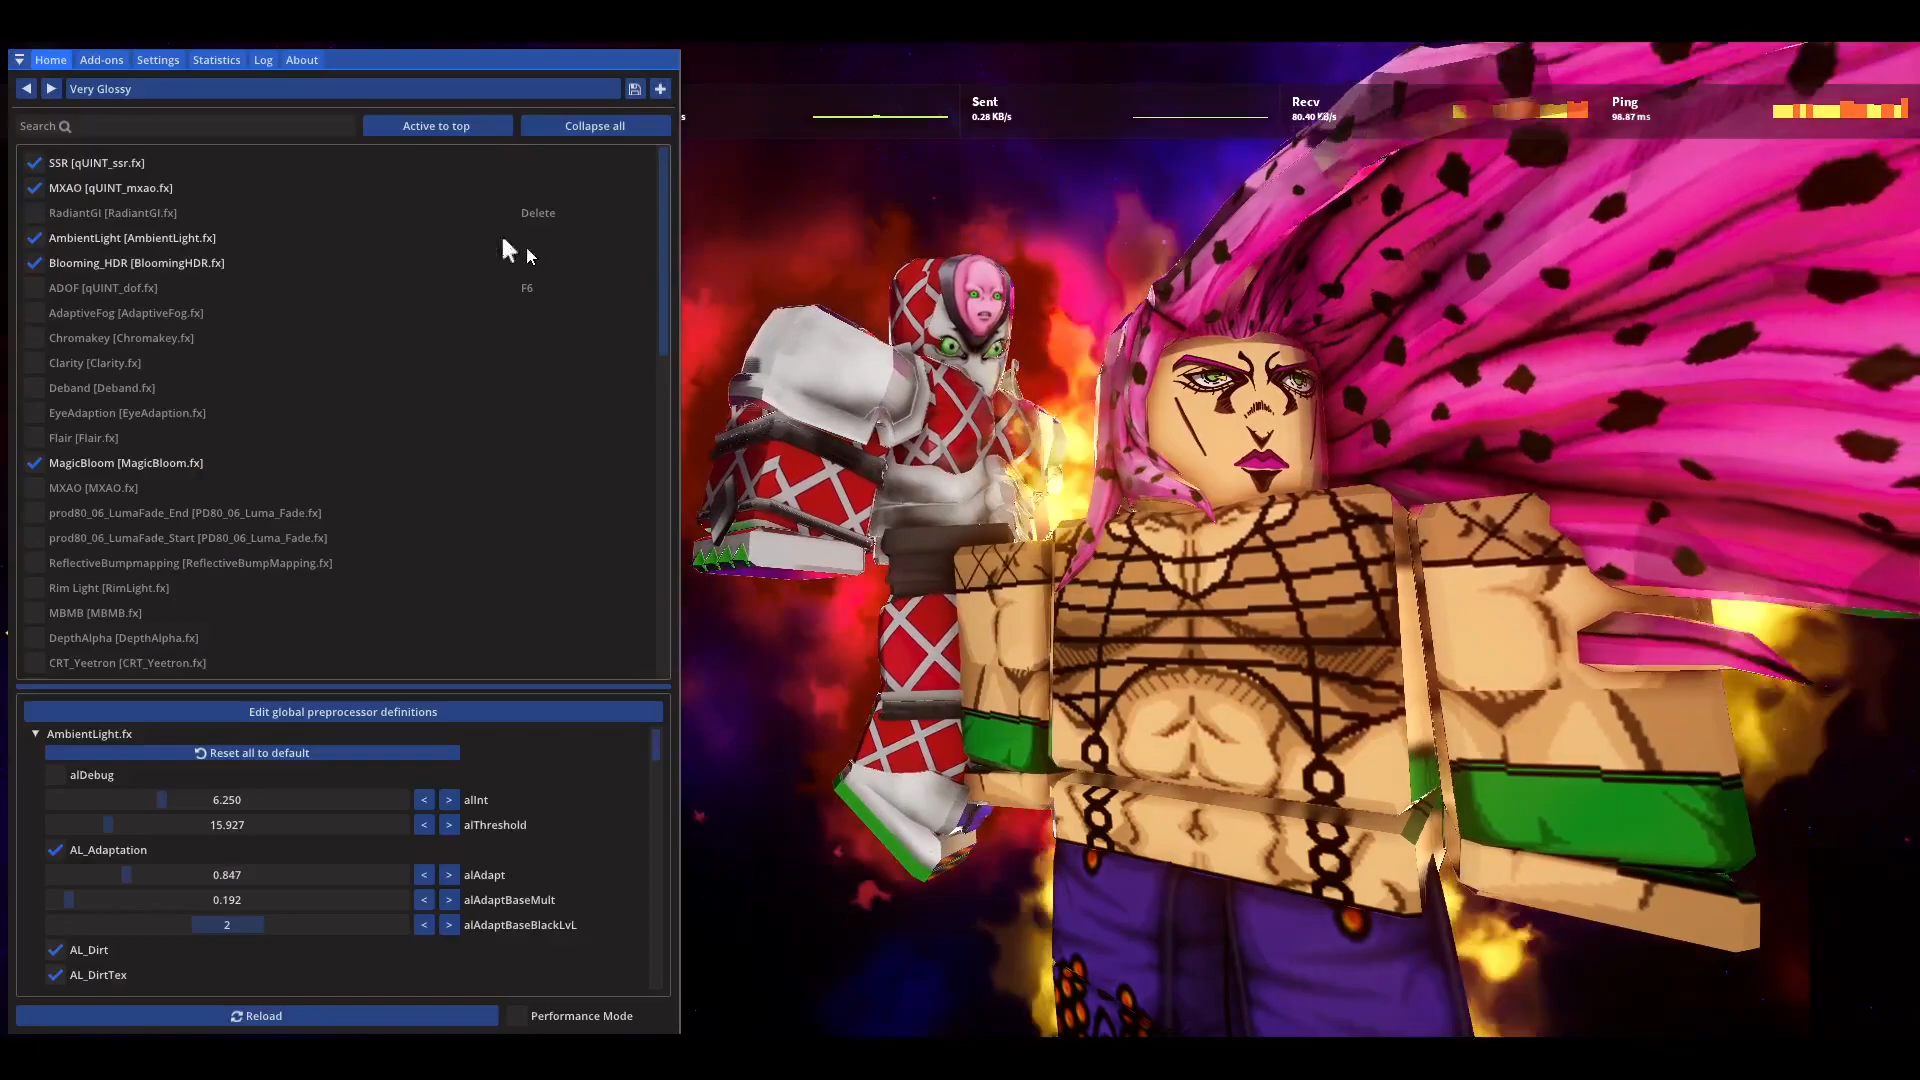 Home Add-ons Settings Statistics Log About
Very Glossy
Search Active to top Collapse all
SSR [qUINT_ssr.fx]
MXAO [qUINT_mxao.fx]
RadiantGI [RadiantGI.fx] Delete
AmbientLight [AmbientLight.fx]
Blooming_HDR [BloomingHDR.fx]
ADOF [qUINT_dof.fx] F6
AdaptiveFog [AdaptiveFog.fx]
Chromakey [Chromakey.fx]
Clarity [Clarity.fx]
Deband [Deband.fx]
EyeAdaption [EyeAdaption.fx]
Flair [Flair.fx]
MagicBloom [MagicBloom.fx]
MXAO [MXAO.fx]
prod80_06_LumaFade_End [PD80_06_Luma_Fade.fx]
prod80_06_LumaFade_Start [PD80_06_Luma_Fade.fx]
ReflectiveBumpmapping [ReflectiveBumpMapping.fx]
Rim Light [RimLight.fx]
MBMB [MBMB.fx]
DepthAlpha [DepthAlpha.fx]
CRT_Yeetron [CRT_Yeetron.fx]
Edit global preprocessor definitions
AmbientLight.fx
Reset all to default
alDebug
6.250 < > alInt
15.927 < > alThreshold
AL_Adaptation
0.847 < > alAdapt
0.192 < > alAdaptBaseMult
2 < > alAdaptBaseBlackLvL
AL_Dirt
AL_DirtTex
Reload Performance Mode
s
Sent
0.28 KB/s
Recv
80.40 KB/s
Ping
98.87 ms